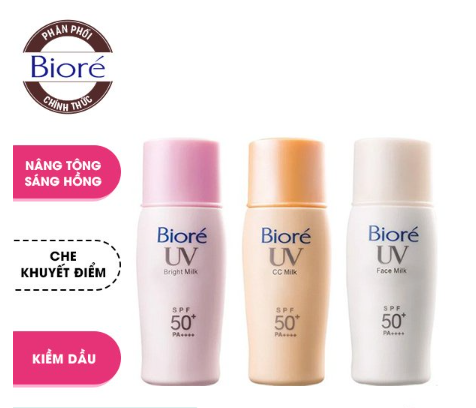 PHÂN PHỐI
Bioré
CHÍNH THỨC
NÂNG TÔNG
SÁNG HỒNG
CHE
KHUYẾT ĐIỂM
KIỀM DẦU
Bioré
UV
Bright Milk
SPF
50+
PA++++
Bioré
UV
CC Milk
SPF
50+
PA++++
Bioré
UV
Face Milk
SPF
50+
PA++++